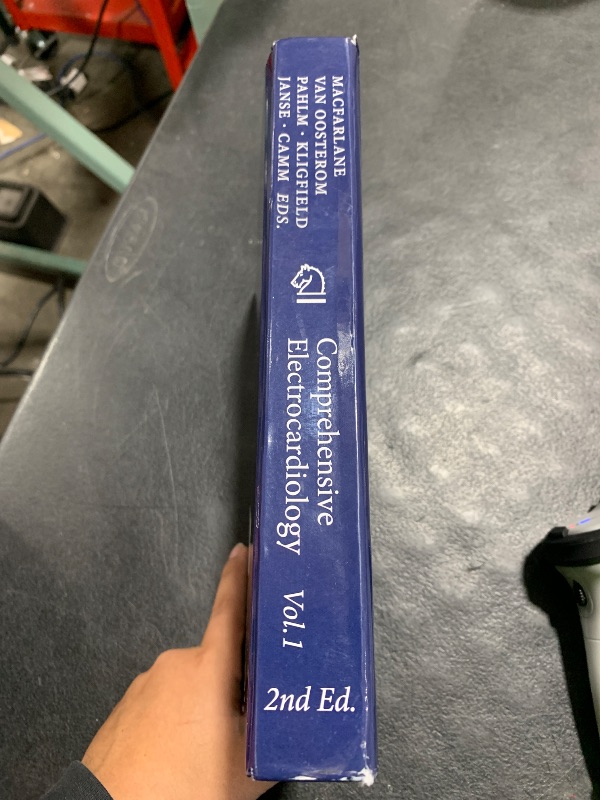 MACFARLANE
VAN OOSTEROM
PAHLM · KLIGFIELD
JANSE · CAMM EDS.
Comprehensive
Electrocardiology
Vol. 1
2nd Ed.